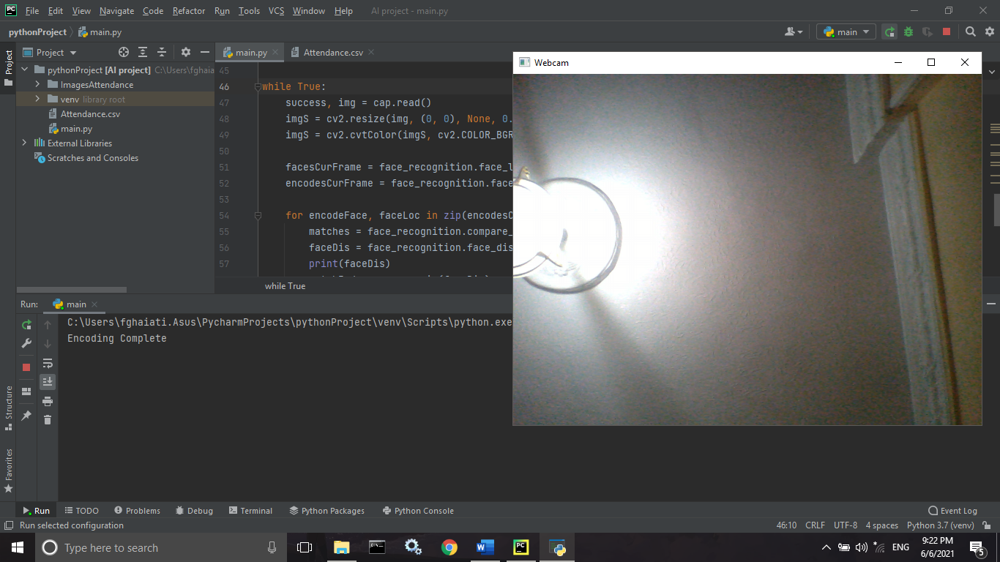 PC File Edit View Navigate Code Refactor Run Tools VCS Window Help AI project - main.py
pythonProject main.py main
Project
Project
main.py Attendance.csv
pythonProject [AI project] C:\Users\fghaia
ImagesAttendance
venv library root
Attendance.csv
main.py
External Libraries
Scratches and Consoles
45
46 while True:
47 success, img = cap.read()
48 imgS = cv2.resize(img, (0, 0), None, 0.
49 imgS = cv2.cvtColor(imgS, cv2.COLOR_BGR
50
51 facesCurFrame = face_recognition.face_l
52 encodesCurFrame = face_recognition.face
53
54 for encodeFace, faceLoc in zip(encodesC
55 matches = face_recognition.compare_
56 faceDis = face_recognition.face_dis
57 print(faceDis)
while True
Webcam
Run: main
C:\Users\fghaiati.Asus\PycharmProjects\pythonProject\venv\Scripts\python.exe
Encoding Complete
Structure
Favorites
Run TODO Problems Debug Terminal Python Packages Python Console Event Log
Run selected configuration 46:10 CRLF UTF-8 4 spaces Python 3.7 (venv)
Type here to search
W
PC
ENG
9:22 PM
6/6/2021
5